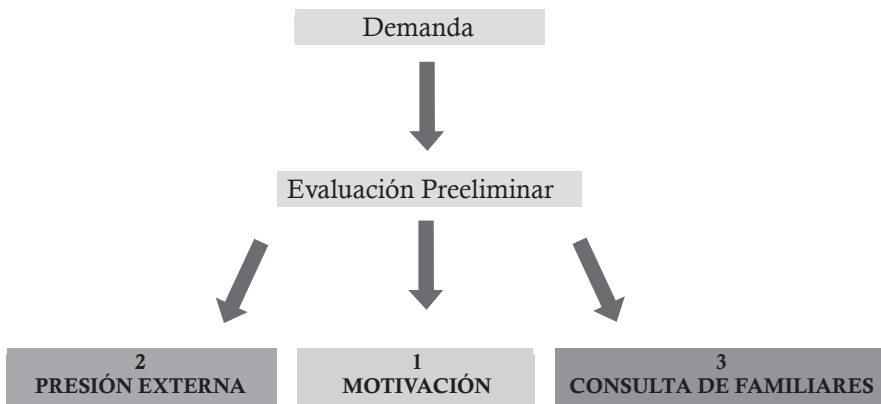 Demanda
Evaluación Preeliminar
2
PRESIÓN EXTERNA
1
MOTIVACIÓN
3
CONSULTA DE FAMILIARES